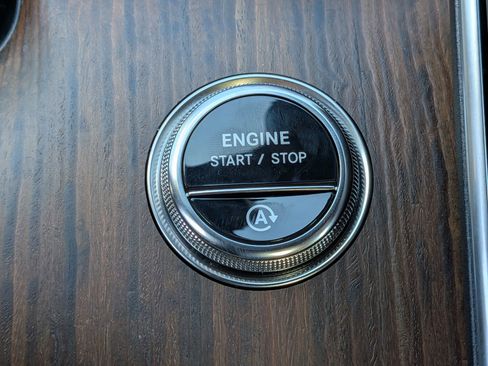 ENGINE
START / STOP
A